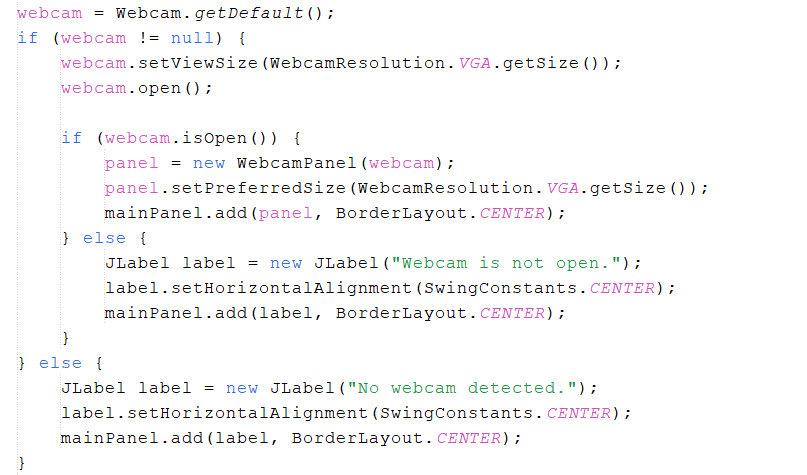 webcam = Webcam.getDefault();
if (webcam != null) {
    webcam.setViewSize(WebcamResolution.VGA.getSize());
    webcam.open();

    if (webcam.isOpen()) {
        panel = new WebcamPanel(webcam);
        panel.setPreferredSize(WebcamResolution.VGA.getSize());
        mainPanel.add(panel, BorderLayout.CENTER);
    } else {
        JLabel label = new JLabel("Webcam is not open.");
        label.setHorizontalAlignment(SwingConstants.CENTER);
        mainPanel.add(label, BorderLayout.CENTER);
    }
} else {
    JLabel label = new JLabel("No webcam detected.");
    label.setHorizontalAlignment(SwingConstants.CENTER);
    mainPanel.add(label, BorderLayout.CENTER);
}